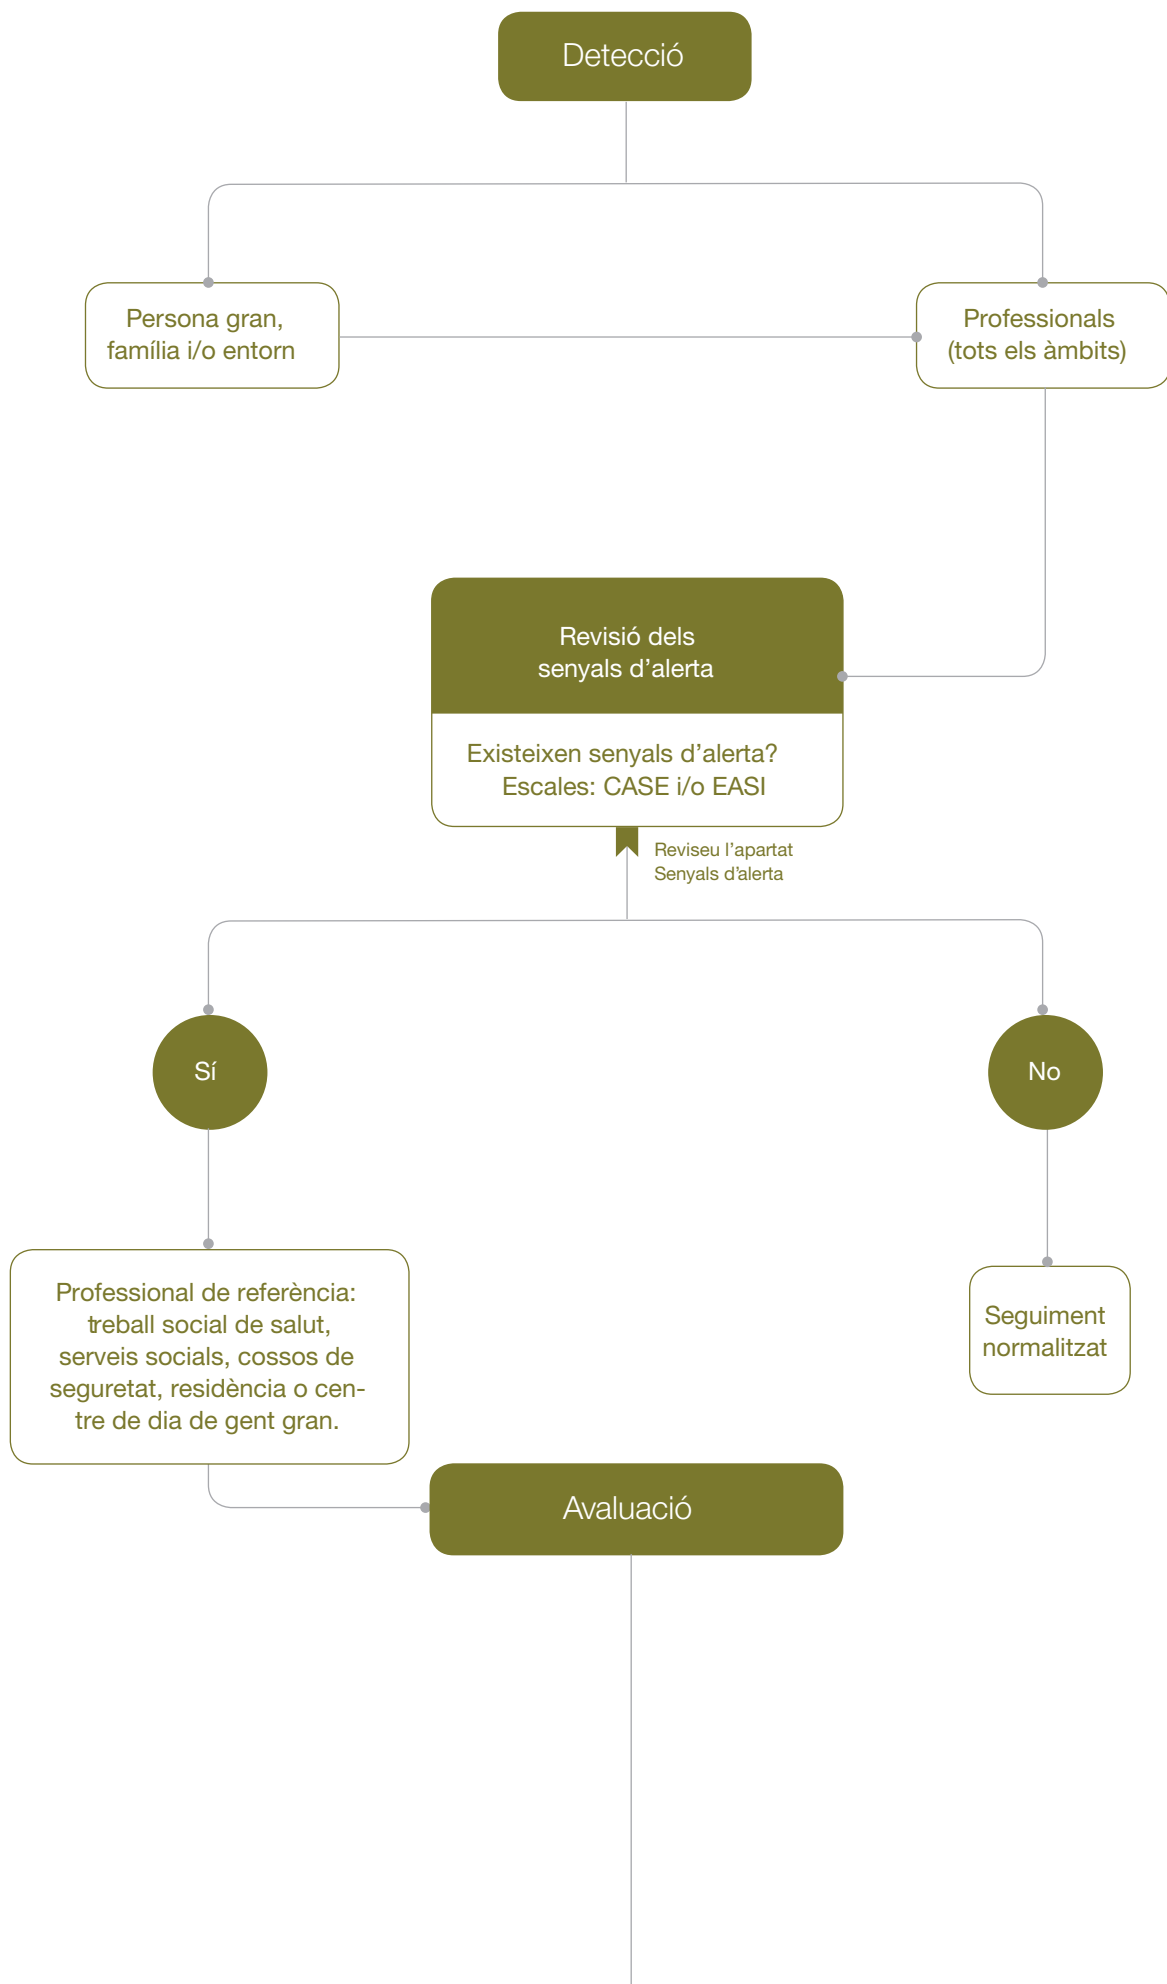 Detecció
Persona gran,
família i/o entorn
Professionals
(tots els àmbits)
Revisió dels
senyals d’alerta
Existeixen senyals d’alerta?
Escales: CASE i/o EASI
Reviseu l’apartat
Senyals d’alerta
Sí
No
Professional de referència:
treball social de salut,
serveis socials, cossos de
seguretat, residència o cen-
tre de dia de gent gran.
Seguiment
normalitzat
Avaluació